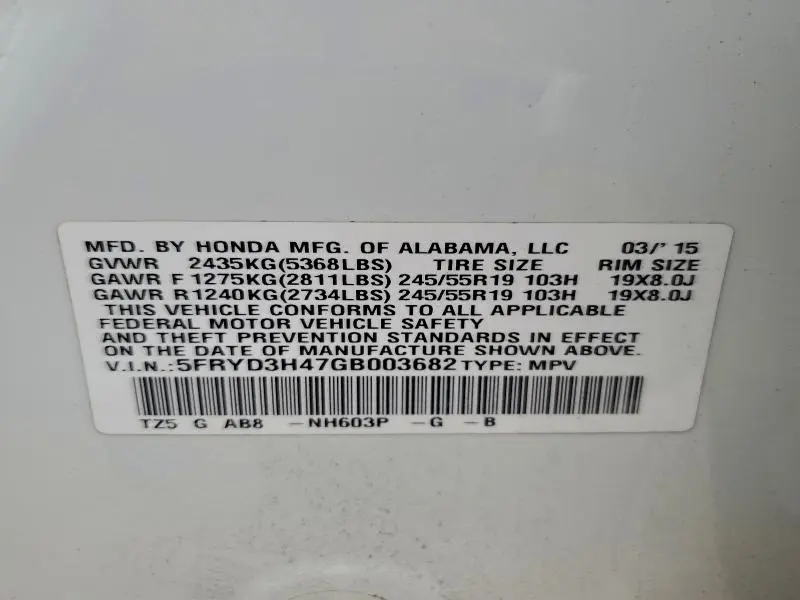 MFD. BY HONDA MFG. OF ALABAMA, LLC 03/' 15
GVWR 2435KG(5368LBS) TIRE SIZE RIM SIZE
GAWR F 1275KG(2811LBS) 245/55R19 103H 19X8.0J
GAWR R1240KG(2734LBS) 245/55R19 103H 19X8.0J
THIS VEHICLE CONFORMS TO ALL APPLICABLE
FEDERAL MOTOR VEHICLE SAFETY
AND THEFT PREVENTION STANDARDS IN EFFECT
ON THE DATE OF MANUFACTURE SHOWN ABOVE.
V.I.N.: 5FRYD3H47GB003682 TYPE: MPV
TZ5 G AB8 -NH603P -G -B